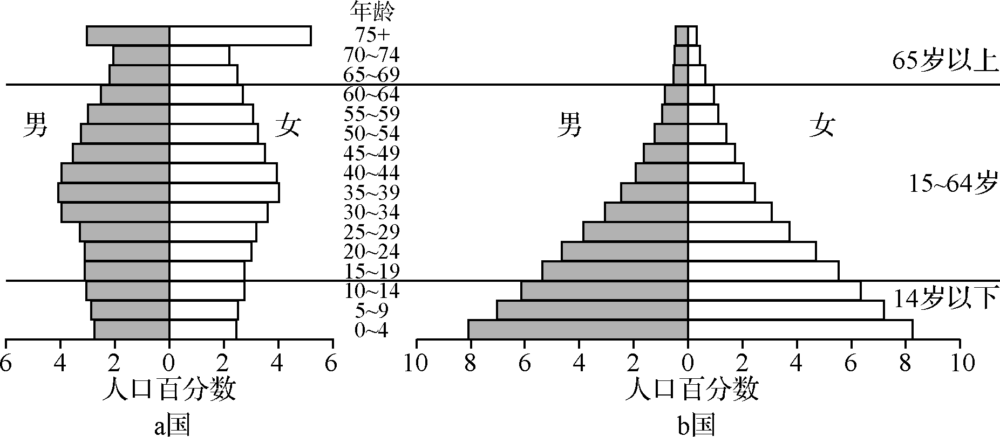 年龄
75+
70~74
65~69
60~64
55~59
50~54
45~49
40~44
35~39
30~34
25~29
20~24
15~19
10~14
5~9
0~4
男
女
6 4 2 0 2 4 6
人口百分数
a国
男
女
65岁以上
15~64岁
14岁以下
10 8 6 4 2 0 2 4 6 8 10
人口百分数
b国